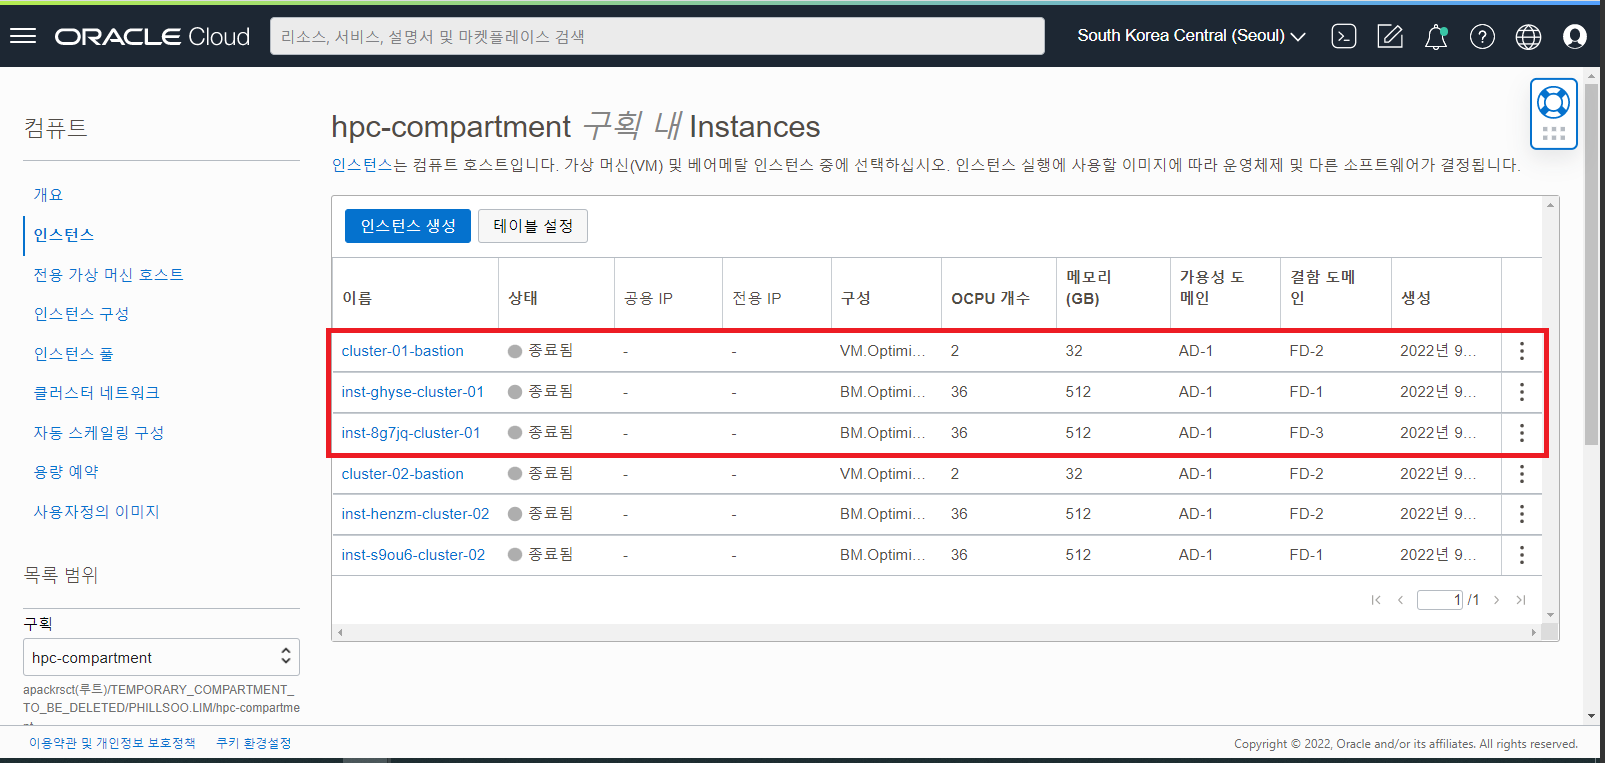 ORACLE Cloud
리소스, 서비스, 설명서 및 마켓플레이스 검색
South Korea Central (Seoul)
컴퓨트
개요
인스턴스
전용 가상 머신 호스트
인스턴스 구성
인스턴스 풀
클러스터 네트워크
자동 스케일링 구성
용량 예약
사용자정의 이미지
목록 범위
구획
hpc-compartment
apackrsct(루트)/TEMPORARY_COMPARTMENT_
TO_BE_DELETED/PHILLSOO.LIM/hpc-compartme
hpc-compartment 구획 내 Instances
인스턴스는 컴퓨트 호스트입니다. 가상 머신(VM) 및 베어메탈 인스턴스 중에 선택하십시오. 인스턴스 실행에 사용할 이미지에 따라 운영체제 및 다른 소프트웨어가 결정됩니다.
인스턴스 생성 테이블 설정
이름 상태 공용 IP 전용 IP 구성 OCPU 개수 메모리 (GB) 가용성 도메인 결함 도메인 생성
cluster-01-bastion 종료됨 - - VM.Optimi... 2 32 AD-1 FD-2 2022년 9...
inst-ghyse-cluster-01 종료됨 - - BM.Optimi... 36 512 AD-1 FD-1 2022년 9...
inst-8g7jq-cluster-01 종료됨 - - BM.Optimi... 36 512 AD-1 FD-3 2022년 9...
cluster-02-bastion 종료됨 - - VM.Optimi... 2 32 AD-1 FD-2 2022년 9...
inst-henzm-cluster-02 종료됨 - - BM.Optimi... 36 512 AD-1 FD-2 2022년 9...
inst-s9ou6-cluster-02 종료됨 - - BM.Optimi... 36 512 AD-1 FD-1 2022년 9...
1 /1
이용약관 및 개인정보 보호정책 쿠키 환경설정
Copyright © 2022, Oracle and/or its affiliates. All rights reserved.